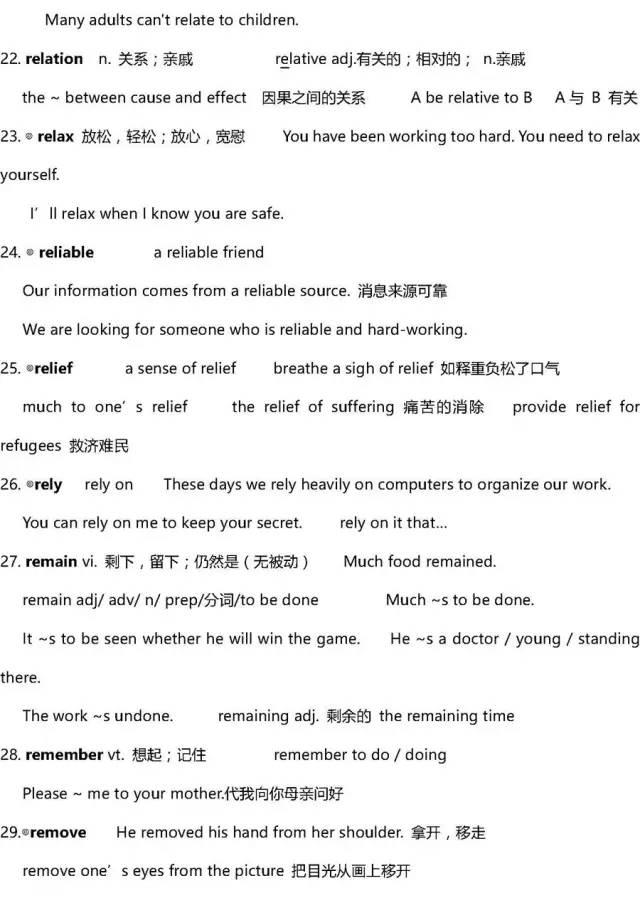 Many adults can't relate to children.
22. relation n. 关系；亲戚 relative adj.有关的；相对的； n.亲戚
the ~ between cause and effect 因果之间的关系 A be relative to B A 与 B 有关
23. ⊙ relax 放松，轻松；放心，宽慰 You have been working too hard. You need to relax
yourself.
I'll relax when I know you are safe.
24. ⊙ reliable a reliable friend
Our information comes from a reliable source. 消息来源可靠
We are looking for someone who is reliable and hard-working.
25. ⊙relief a sense of relief breathe a sigh of relief 如释重负松了口气
much to one's relief the relief of suffering 痛苦的消除 provide relief for
refugees 救济难民
26. ⊙rely rely on These days we rely heavily on computers to organize our work.
You can rely on me to keep your secret. rely on it that...
27. remain vi. 剩下，留下；仍然是（无被动） Much food remained.
remain adj/ adv/ n/ prep/分词/to be done Much ~s to be done.
It ~s to be seen whether he will win the game. He ~s a doctor / young / standing
there.
The work ~s undone. remaining adj. 剩余的 the remaining time
28. remember vt. 想起；记住 remember to do / doing
Please ~ me to your mother.代我向你母亲问好
29.⊙remove He removed his hand from her shoulder. 拿开，移走
remove one's eyes from the picture 把目光从画上移开